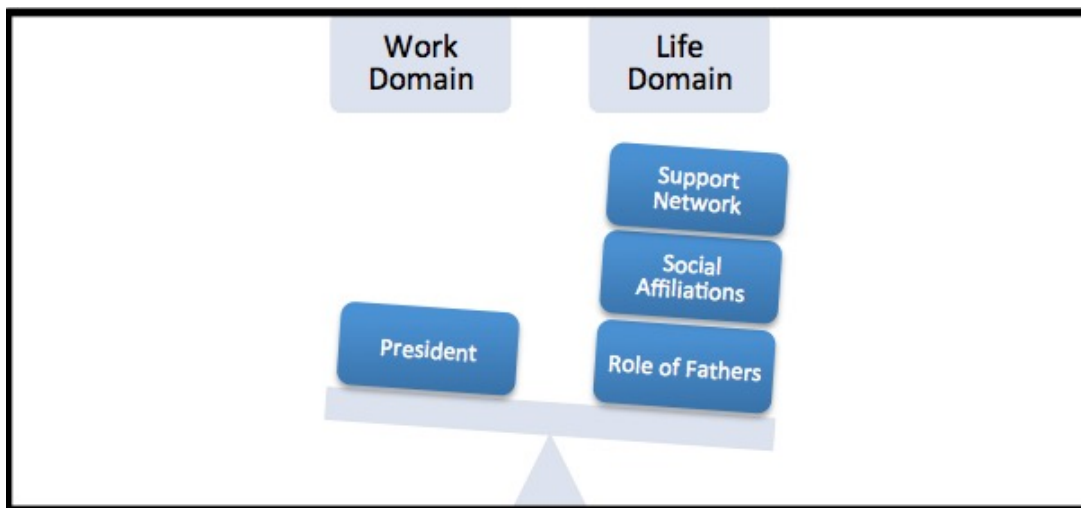 Work
Domain
Life
Domain
Support
Network
Social
Affiliations
President
Role of Fathers